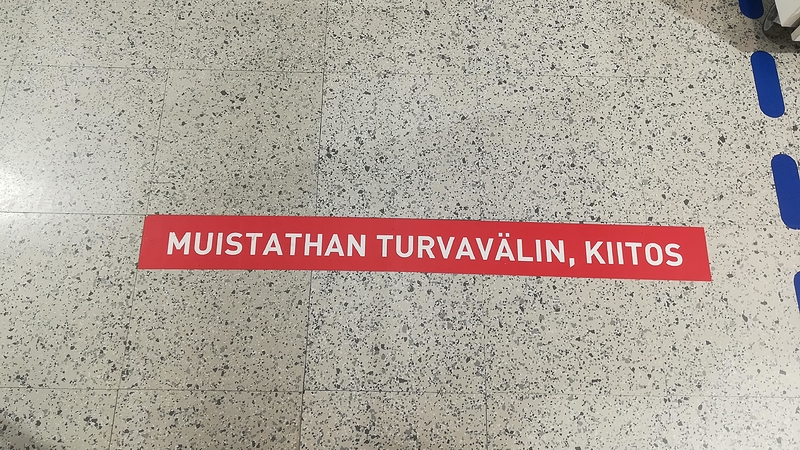 MUISTATHAN TURVAVÄLIN, KIITOS